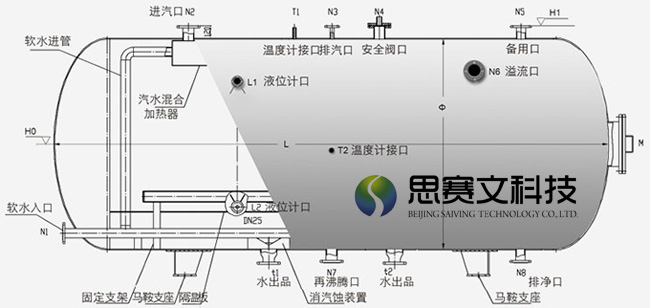 进汽口 N2
T1
N3
N4
N5
H1
软水进管
温度计接口
排汽口
安全阀口
备用口
汽水混合
加热器
L1 液位计口
N6 溢流口
Φ
H0
L
M
T2 温度计接口
思赛文科技
BEIJING SAIVING TECHNOLOGY CO.,LTD.
软水入口
N1
L2 液位计口
DN25
t1
N7
t2
N8
水出品
再沸腾口
水出品
排净口
固定支架
马鞍支座
隔温板
消汽蚀装置
马鞍支座